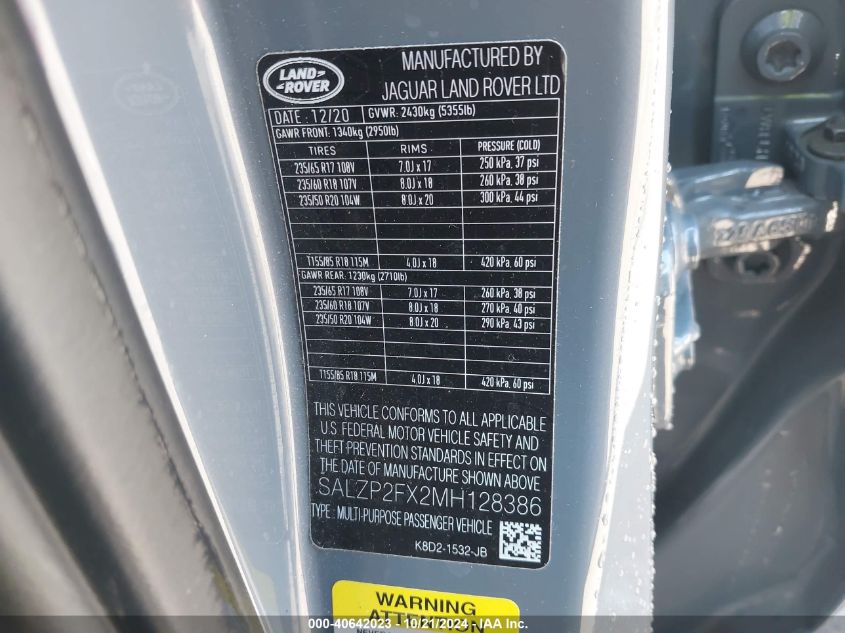 LAND
ROVER
MANUFACTURED BY
JAGUAR LAND ROVER LTD
DATE : 12/20 GVWR: 2430kg (5355lb)
GAWR FRONT: 1340kg (2950lb)
TIRES RIMS PRESSURE (COLD)
235/65 R17 108V 7.0J x 17 250 kPa, 37 psi
235/60 R18 107V 8.0J x 18 260 kPa, 38 psi
235/50 R20 104W 8.0J x 20 300 kPa, 44 psi
T155/85 R18 115M 4.0J x 18 420 kPa, 60 psi
GAWR REAR: 1230kg (2710lb)
235/65 R17 108V 7.0J x 17 260 kPa, 38 psi
235/60 R18 107V 8.0J x 18 270 kPa, 40 psi
235/50 R20 104W 8.0J x 20 290 kPa, 43 psi
T155/85 R18 115M 4.0J x 18 420 kPa, 60 psi
THIS VEHICLE CONFORMS TO ALL APPLICABLE
U.S. FEDERAL MOTOR VEHICLE SAFETY AND
THEFT PREVENTION STANDARDS IN EFFECT ON
THE DATE OF MANUFACTURE SHOWN ABOVE
SALZP2FX2MH128386
TYPE : MULTI-PURPOSE PASSENGER VEHICLE
K8D2-1532-JB
WARNING
ATTENTION
© 40642023 - 10/21/2024 - IAA Inc.